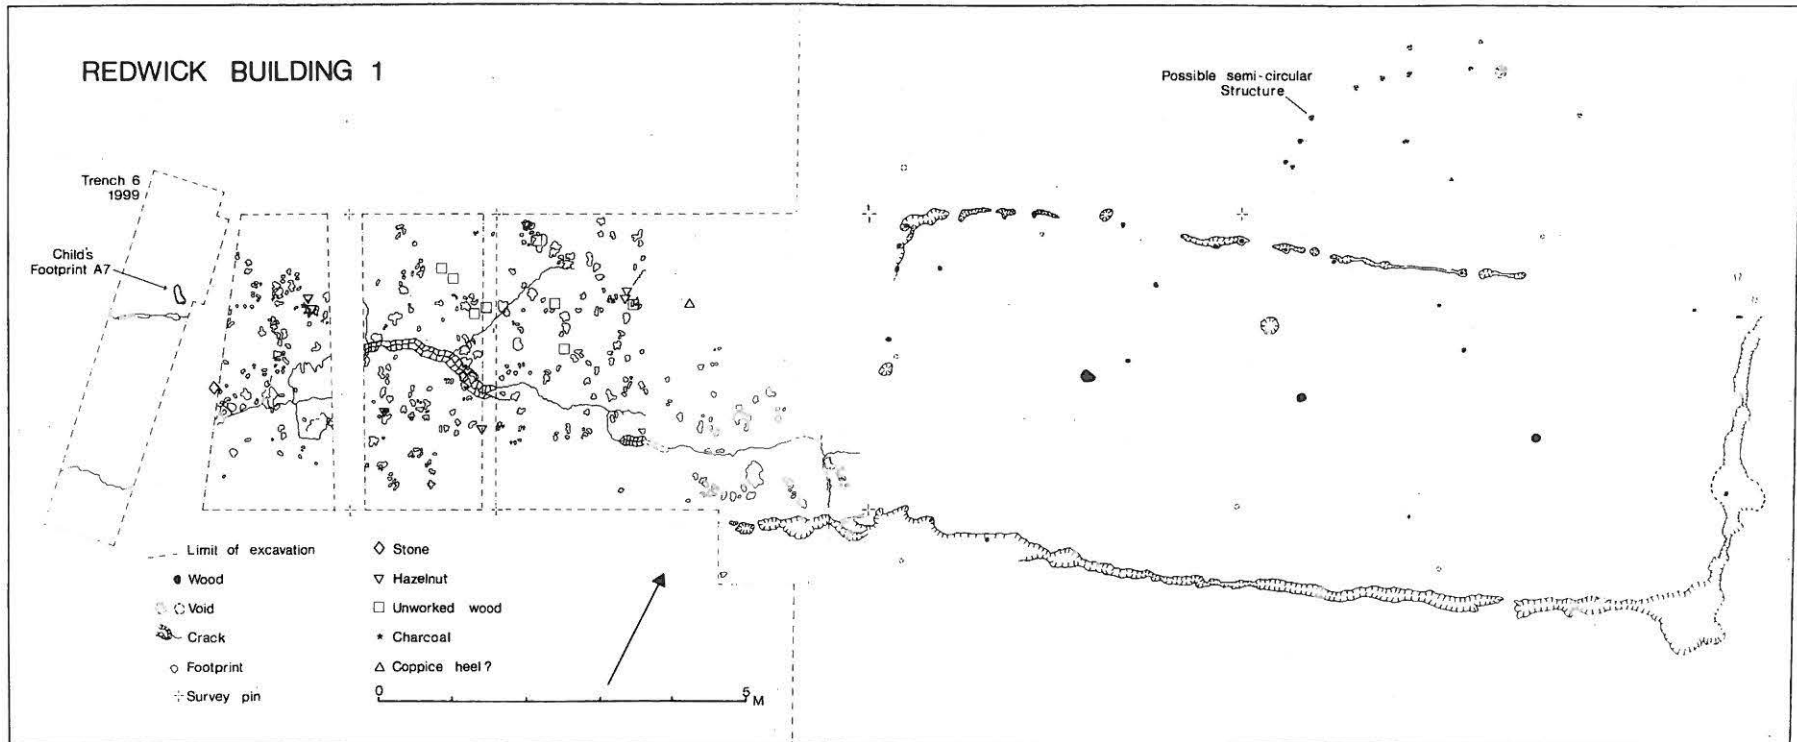 REDWICK BUILDING 1
Possible semi-circular
Structure
Trench 6
1999
Child's
Footprint A7
Limit of excavation
Wood
Void
Crack
Footprint
Survey pin
Stone
Hazelnut
Unworked wood
Charcoal
Coppice heel?
0 5 M